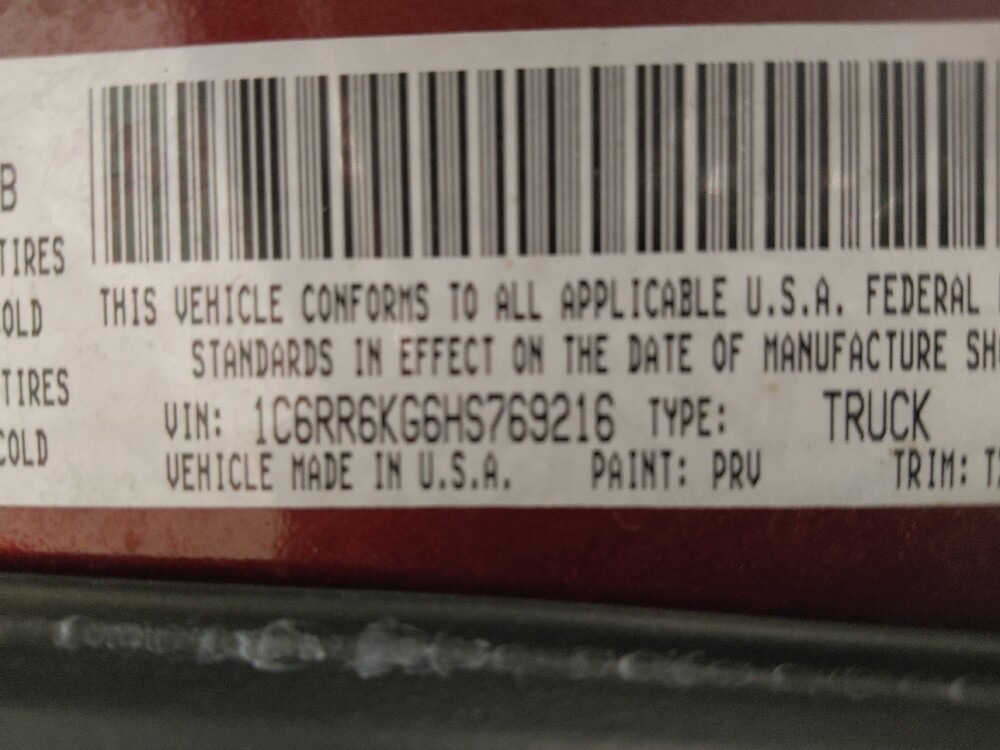 B
TIRES
OLD
TIRES
COLD
THIS VEHICLE CONFORMS TO ALL APPLICABLE U.S.A. FEDERAL
STANDARDS IN EFFECT ON THE DATE OF MANUFACTURE SH
VIN: 1C6RR6KG6HS769216 TYPE: TRUCK
VEHICLE MADE IN U.S.A. PAINT: PRV TRIM: